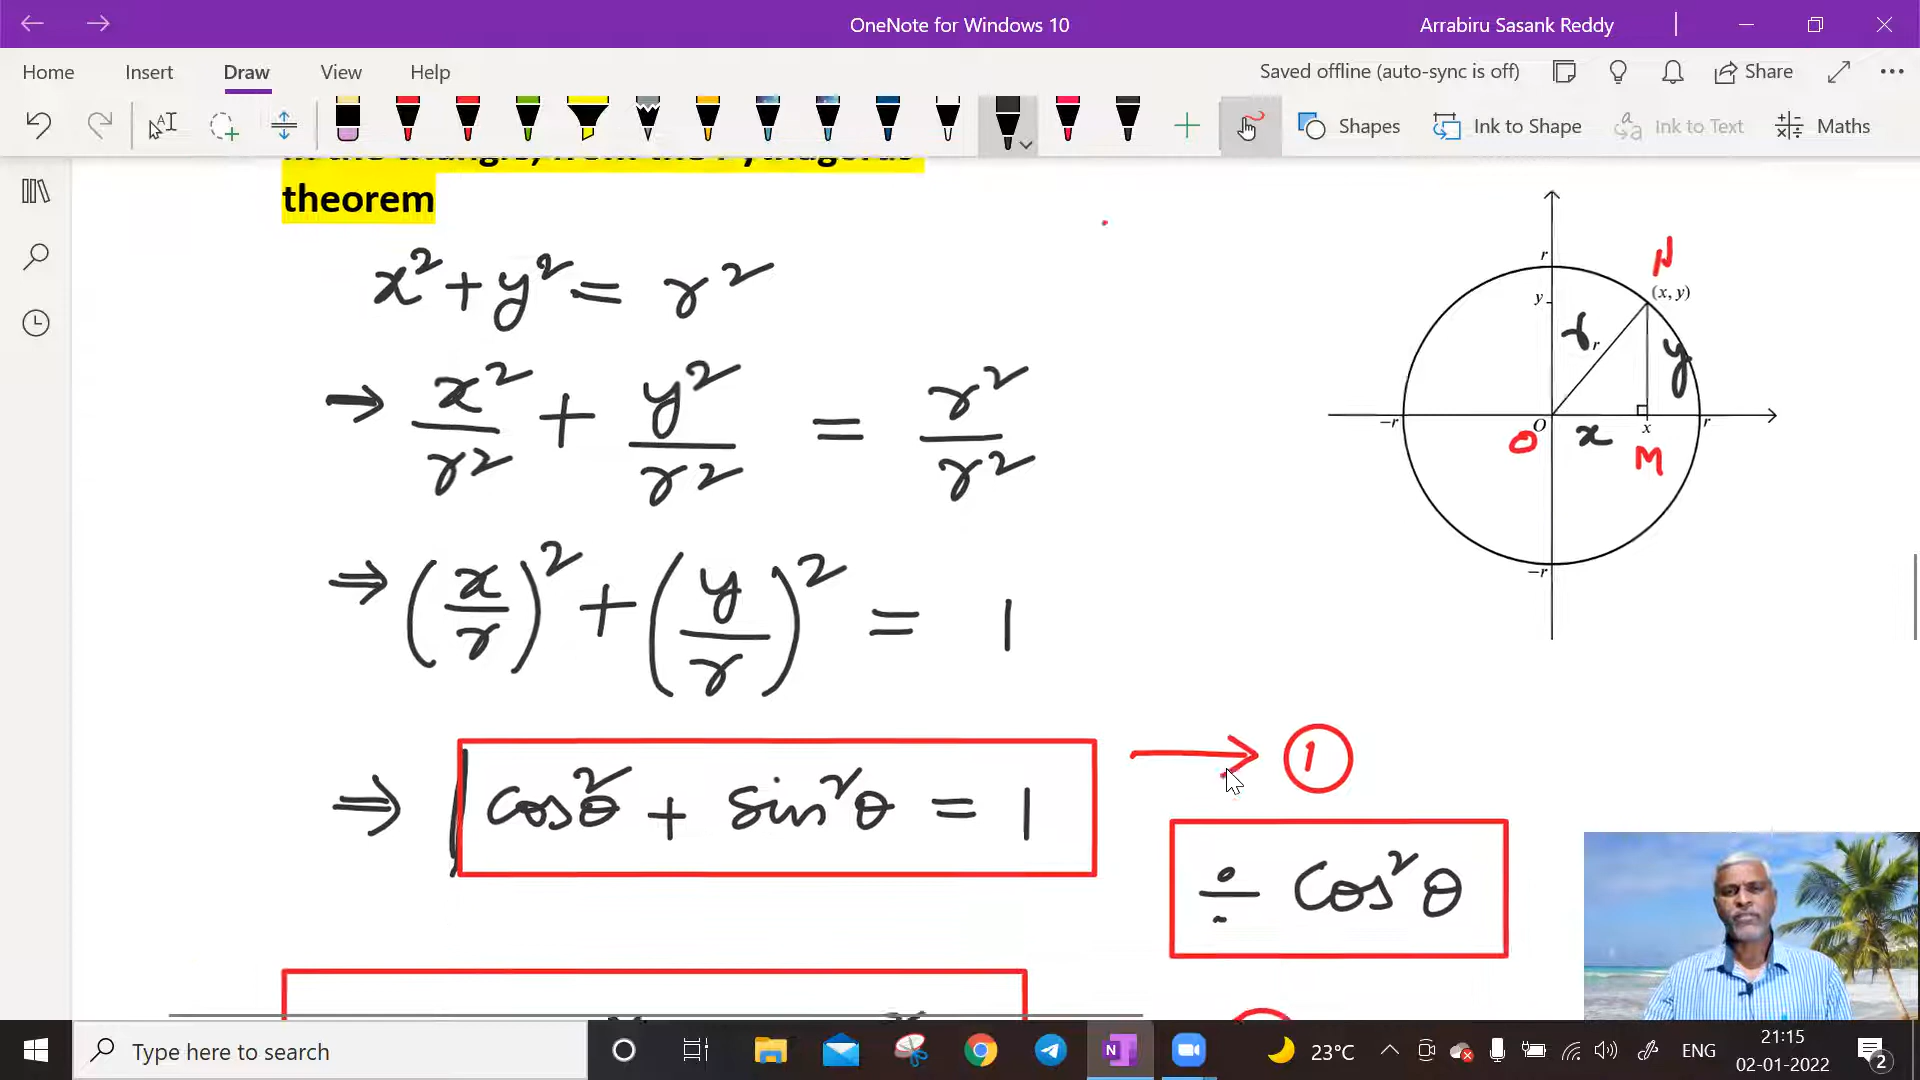 OneNote for Windows 10
Arrabiru Sasank Reddy
Home Insert Draw View Help
Saved offline (auto-sync is off) Share
Shapes Ink to Shape Ink to Text Maths
theorem
x² + y² = r²
→ x²/r² + y²/r² = r²/r²
⇒ (x/r)² + (y/r)² = 1
⇒ cos²θ + sin²θ = 1 → ①
÷ cos²θ
r
N
y
(x, y)
r
r
y
-r
O
x
x
r
O
M
-r
Type here to search
23°C
ENG
21:15
02-01-2022
2